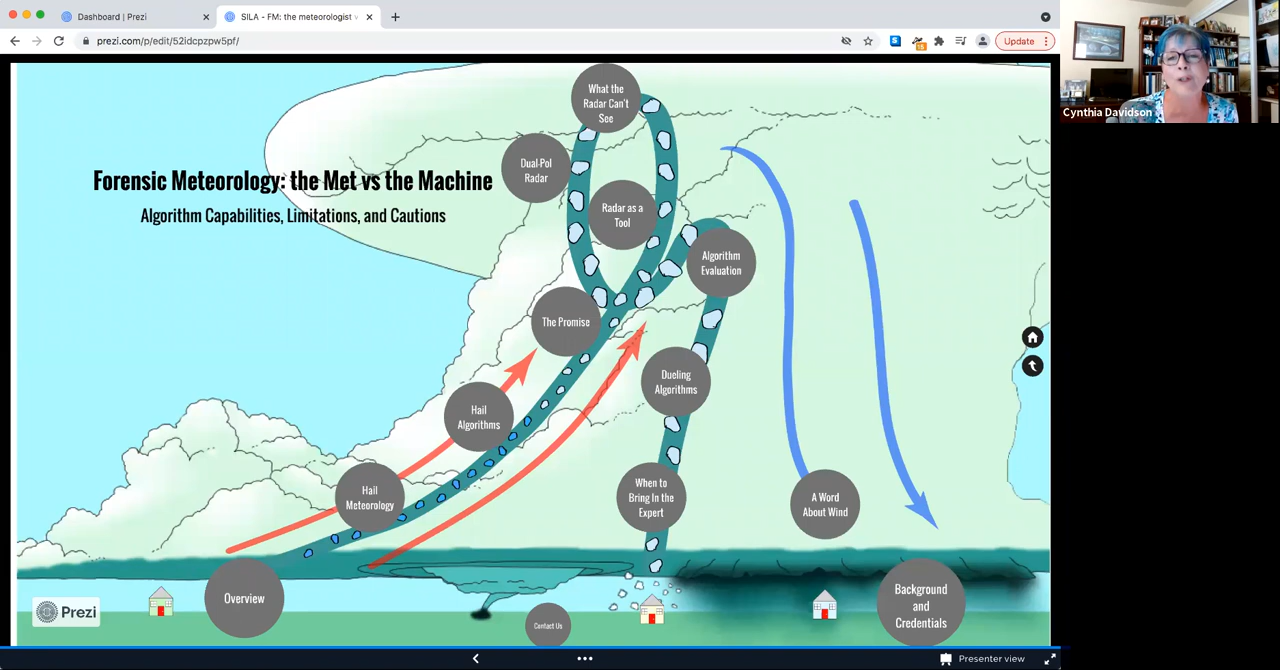 Dashboard | Prezi
SILA - FM: the meteorologist v
prezi.com/p/edit/52idcpzpw5pf/
S
15
Update
Cynthia Davidson
What the
Radar Can't
See
Dual-Pol
Radar
Forensic Meteorology: the Met vs the Machine
Algorithm Capabilities, Limitations, and Cautions
Radar as a
Tool
Algorithm
Evaluation
The Promise
Dueling
Algorithms
Hail
Algorithms
Hail
Meteorology
When to
Bring In the
Expert
A Word
About Wind
Overview
Background
and
Credentials
Prezi
Contact Us
Presenter view